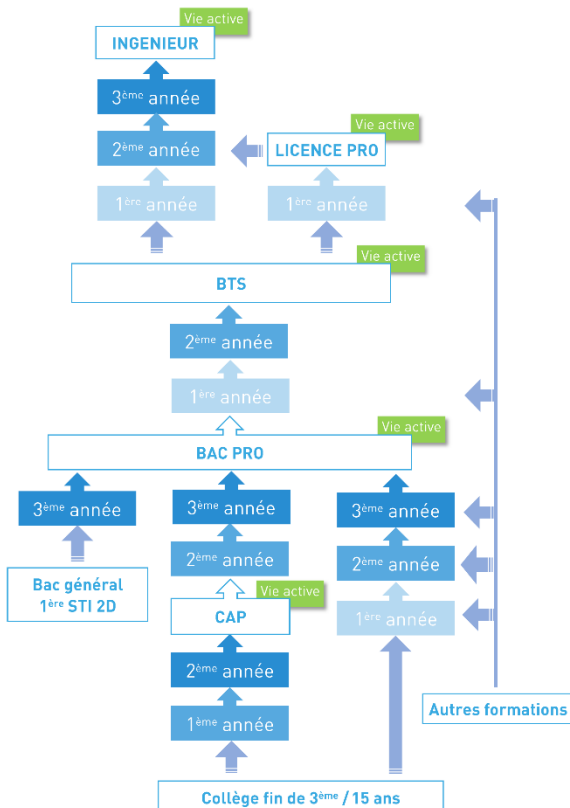 Vie active
INGENIEUR
3ème année
2ème année
Vie active
LICENCE PRO
1ère année
1ère année
Vie active
BTS
2ème année
1ère année
Vie active
BAC PRO
3ème année
3ème année
3ème année
2ème année
2ème année
Bac général
1ère STI 2D
Vie active
CAP
1ère année
2ème année
1ème année
Autres formations
Collège fin de 3ème / 15 ans